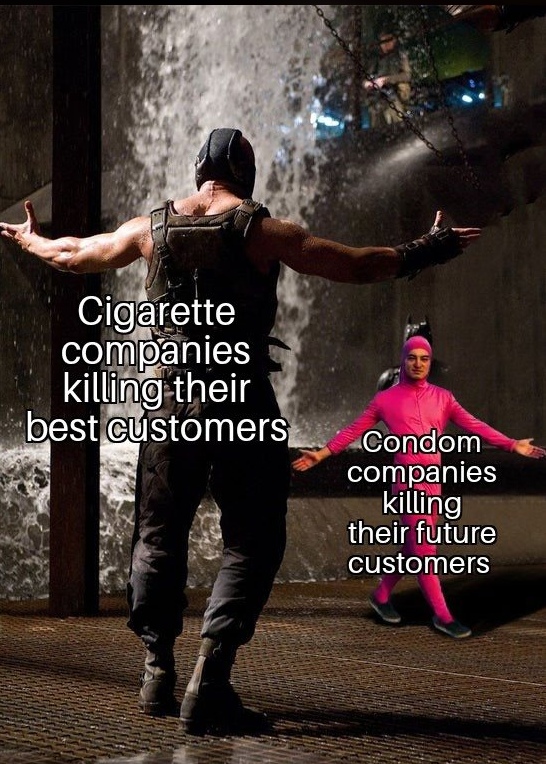 Cigarette
companies
killing their
best customers
Condom
companies
killing
their future
customers